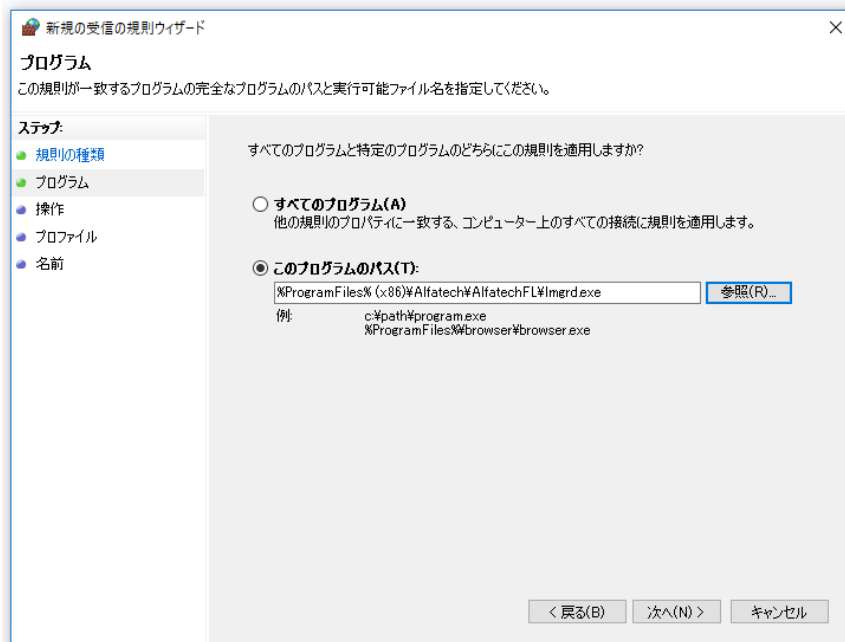 新規の受信の規則ウィザード
プログラム
この規則が一致するプログラムの完全なプログラムのパスと実行可能ファイル名を指定してください。
ステップ:
規則の種類
プログラム
操作
プロファイル
名前
すべてのプログラムと特定のプログラムのどちらにこの規則を適用しますか?
すべてのプログラム(A)
他の規則のプロパティに一致する、コンピューター上のすべての接続に規則を適用します。
このプログラムのパス(T):
%ProgramFiles% (x86)¥Alfatech¥AlfatechFL¥lmgrd.exe
参照(R)...
例: c:¥path¥program.exe
%ProgramFiles%¥browser¥browser.exe
< 戻る(B)
次へ(N) >
キャンセル